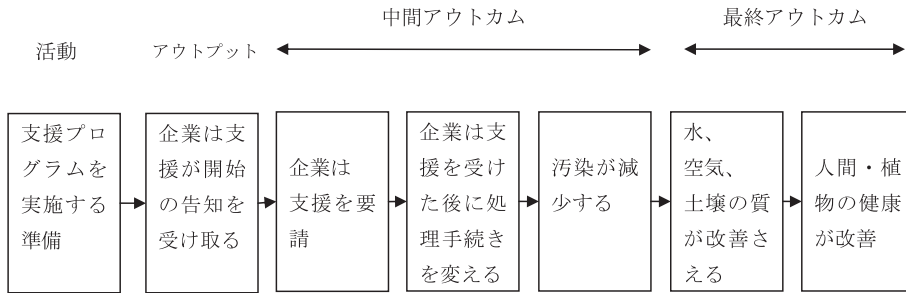 中間アウトカム
最終アウトカム
活動
アウトプット
支援プロ
グラムを
実施する
準備
企業は支
援が開始
の告知を
受け取る
企業は
支援を要
請
企業は支
援を受け
た後に処
理手続き
を変える
汚染が減
少する
水、
空気、
土壌の質
が改善さ
える
人間・植
物の健康
が改善